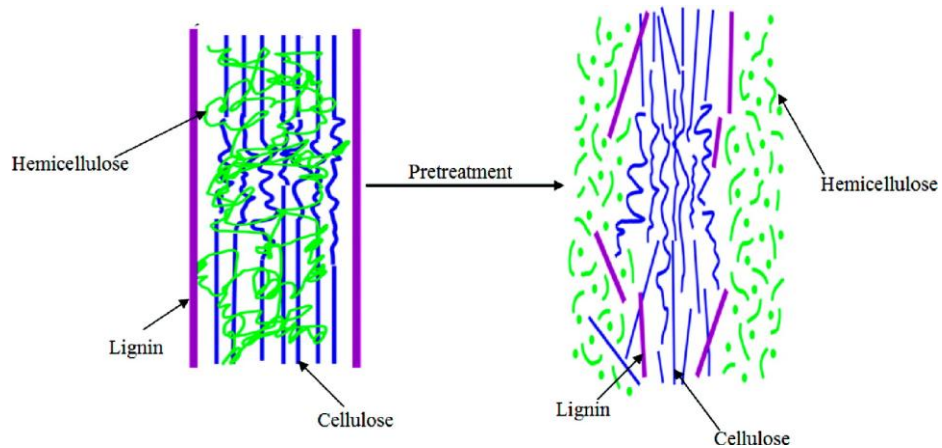 Hemicellulose
Pretreatment
Hemicellulose
Lignin
Cellulose
Lignin
Cellulose